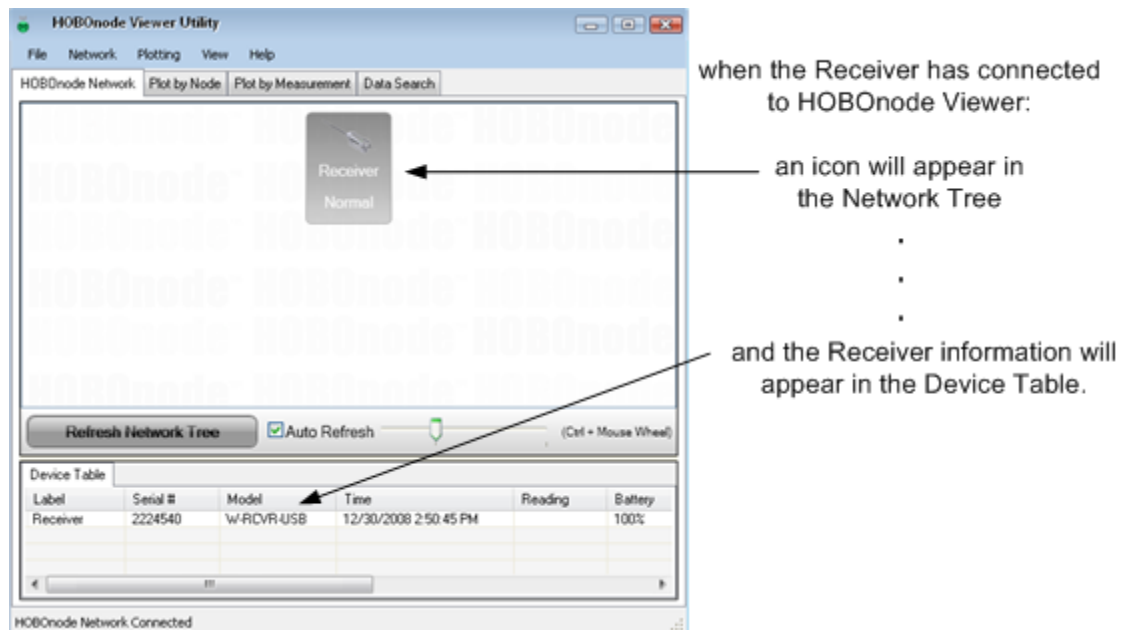 HOBOnode Viewer Utility
File Network Plotting View Help
HOBOnode Network Plot by Node Plot by Measurement Data Search
HOBOnode HOBOnode HOBOnode
Receiver
Normal
Refresh Network Tree Auto Refresh (Ctrl + Mouse Wheel)
Device Table
Label Serial # Model Time Reading Battery
Receiver 2224540 W-RCVR-USB 12/30/2008 2:50:45 PM 100%
HOBOnode Network Connected
when the Receiver has connected
to HOBOnode Viewer:
an icon will appear in
the Network Tree
.
.
.
and the Receiver information will
appear in the Device Table.